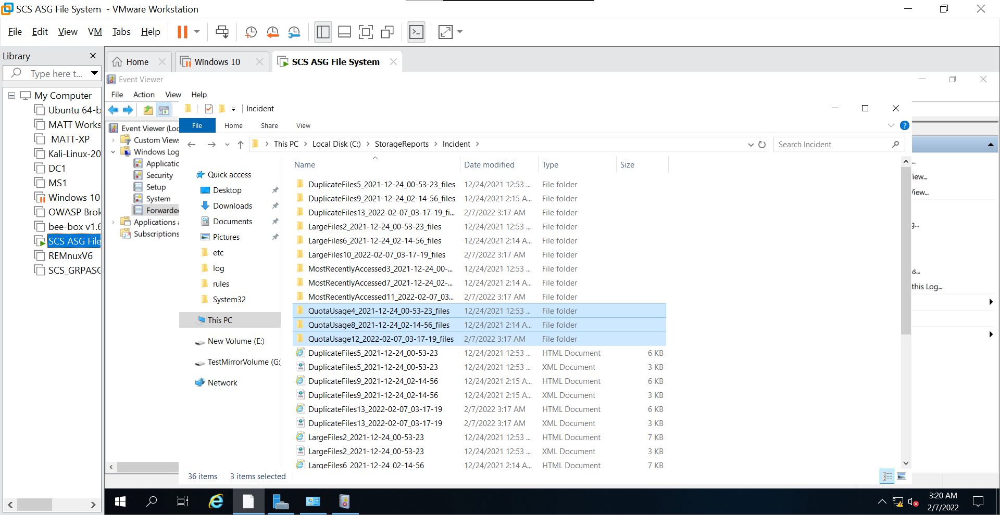 SCS ASG File System - VMware Workstation
File Edit View VM Tabs Help
Library
Type here t...
My Computer
Ubuntu 64-b
MATT Works
MATT-XP
Kali-Linux-20
DC1
MS1
Windows 10
OWASP Brok
bee-box v1.6
SCS ASG File
REMnuxV6
SCS_GRPASG
Home
Windows 10
SCS ASG File System
Event Viewer
File Action View Help
Event Viewer (Loc
Custom Views
Windows Log
Applicatic
Security
Setup
System
Forwarde
Applications a
Subscriptions
Incident
File Home Share View
This PC Local Disk (C:) StorageReports Incident
Search Incident
Quick access
Desktop
Downloads
Documents
Pictures
etc
log
rules
System32
This PC
New Volume (E:)
TestMirrorVolume (G:
Network
Name Date modified Type Size
DuplicateFiles5_2021-12-24_00-53-23_files 12/24/2021 12:53 ... File folder
DuplicateFiles9_2021-12-24_02-14-56_files 12/24/2021 2:15 A... File folder
DuplicateFiles13_2022-02-07_03-17-19_fi... 2/7/2022 3:17 AM File folder
LargeFiles2_2021-12-24_00-53-23_files 12/24/2021 12:53 ... File folder
LargeFiles6_2021-12-24_02-14-56_files 12/24/2021 2:14 A... File folder
LargeFiles10_2022-02-07_03-17-19_files 2/7/2022 3:17 AM File folder
MostRecentlyAccessed3_2021-12-24_00-... 12/24/2021 12:53 ... File folder
MostRecentlyAccessed7_2021-12-24_02-... 12/24/2021 2:14 A... File folder
MostRecentlyAccessed11_2022-02-07_03... 2/7/2022 3:17 AM File folder
QuotaUsage4_2021-12-24_00-53-23_files 12/24/2021 12:53 ... File folder
QuotaUsage8_2021-12-24_02-14-56_files 12/24/2021 2:14 A... File folder
QuotaUsage12_2022-02-07_03-17-19_files 2/7/2022 3:17 AM File folder
DuplicateFiles5_2021-12-24_00-53-23 12/24/2021 12:53 ... HTML Document 6 KB
DuplicateFiles5_2021-12-24_00-53-23 12/24/2021 12:53 ... XML Document 3 KB
DuplicateFiles9_2021-12-24_02-14-56 12/24/2021 2:15 A... HTML Document 6 KB
DuplicateFiles9_2021-12-24_02-14-56 12/24/2021 2:15 A... XML Document 3 KB
DuplicateFiles13_2022-02-07_03-17-19 2/7/2022 3:17 AM HTML Document 6 KB
DuplicateFiles13_2022-02-07_03-17-19 2/7/2022 3:17 AM XML Document 3 KB
LargeFiles2_2021-12-24_00-53-23 12/24/2021 12:53 ... HTML Document 7 KB
LargeFiles2_2021-12-24_00-53-23 12/24/2021 12:53 ... XML Document 3 KB
LargeFiles6_2021-12-24_02-14-56 12/24/2021 2:14 A... HTML Document 7 KB
36 items 3 items selected
...
iew...
View...
g...
As...
this Log...
3:20 AM
2/7/2022